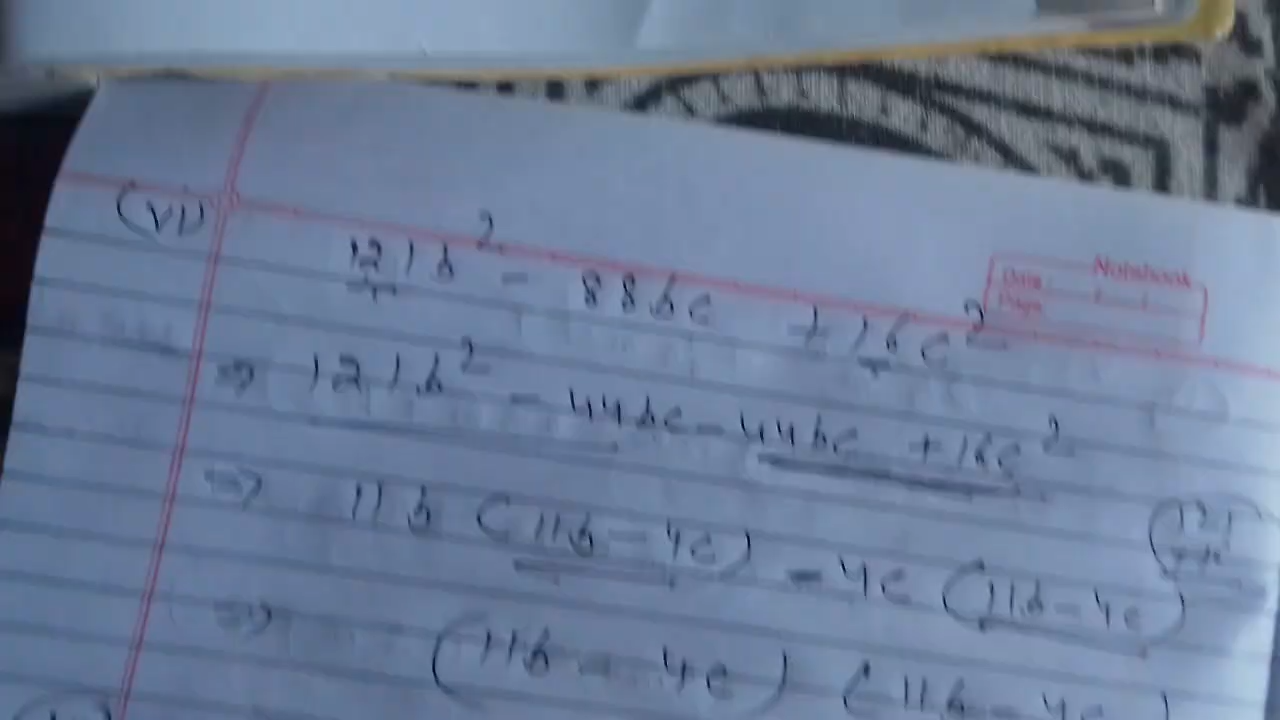 (vi) 121b² - 88bc + 16c²
Notebook
Date
Page
⇒ 121b² - 44bc - 44bc + 16c²
⇒ 11b (11b - 4c) - 4c (11b - 4c)
⇒ (11b - 4c) (11b - 4c)